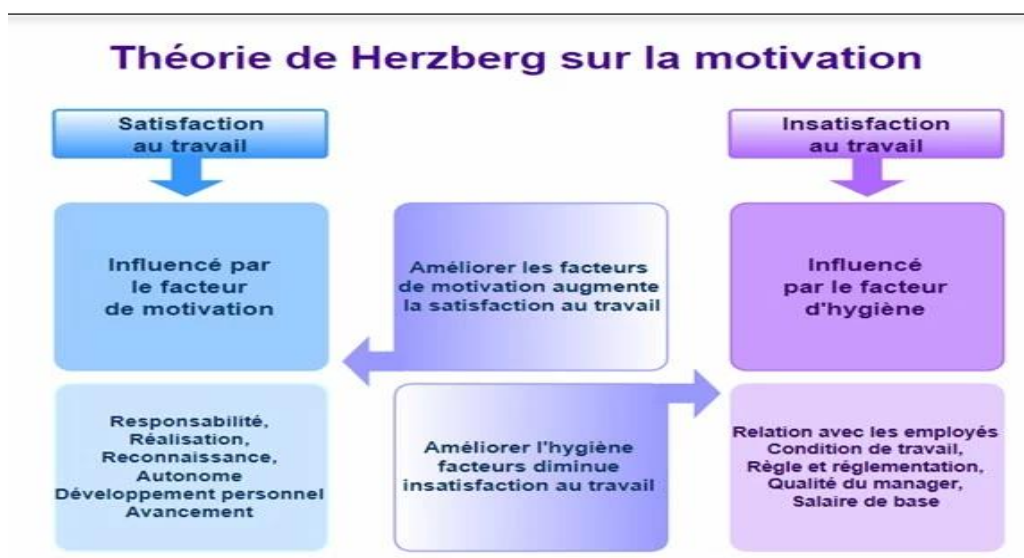 Théorie de Herzberg sur la motivation
Satisfaction
au travail
Insatisfaction
au travail
Influencé par
le facteur
de motivation
Améliorer les facteurs
de motivation augmente
la satisfaction au travail
Influencé
par le facteur
d'hygiène
Responsabilité,
Réalisation,
Reconnaissance,
Autonome
Développement personnel
Avancement
Améliorer l'hygiène
facteurs diminue
insatisfaction au travail
Relation avec les employés
Condition de travail,
Règle et réglementation,
Qualité du manager,
Salaire de base